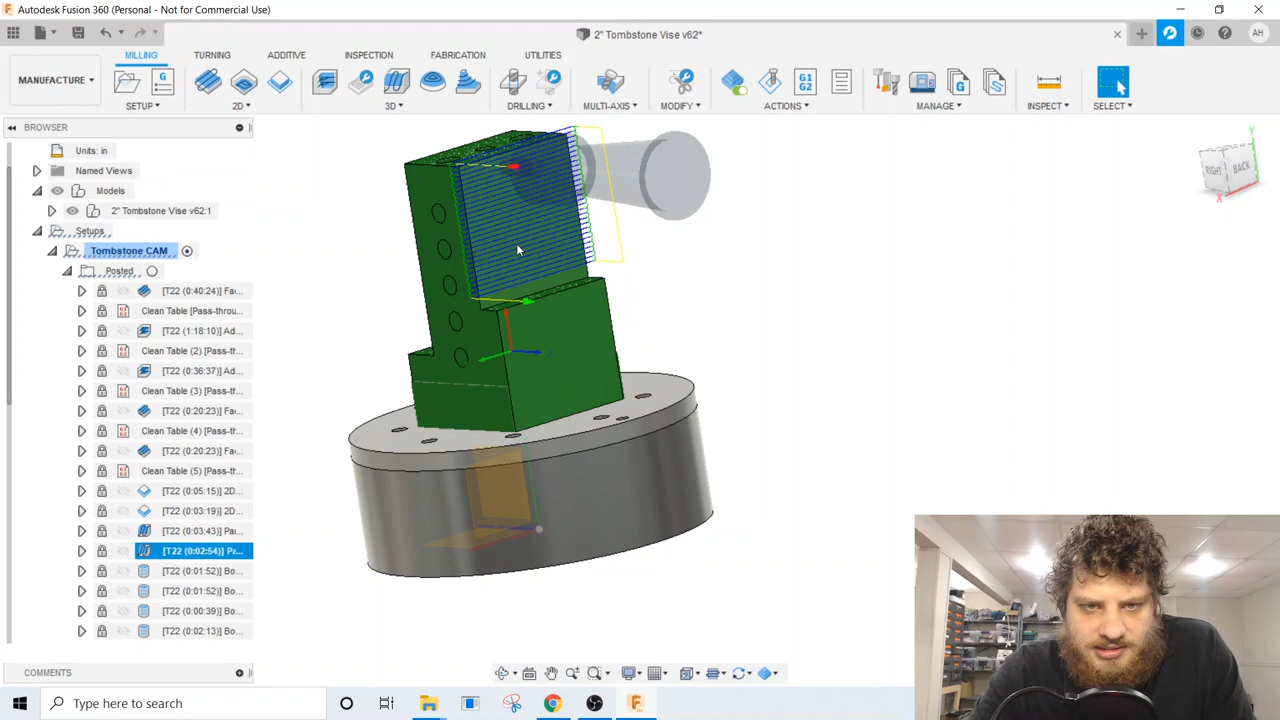 Autodesk Fusion 360 (Personal - Not for Commercial Use)
2" Tombstone Vise v62*
AH
MILLING TURNING ADDITIVE INSPECTION FABRICATION UTILITIES
MANUFACTURE
G
G1
G2
G
SETUP 2D 3D DRILLING MULTI-AXIS MODIFY ACTIONS MANAGE INSPECT SELECT
BROWSER
Units: in
Named Views
Models
2" Tombstone Vise v62:1
Setups
Tombstone CAM
Posted
[T22 (0:40:24)] Fa...
Clean Table [Pass-throu...
[T22 (1:18:10)] Ad...
Clean Table (2) [Pass-th...
[T22 (0:36:37)] Ad...
Clean Table (3) [Pass-th...
[T22 (0:20:23)] Fa...
Clean Table (4) [Pass-th...
[T22 (0:20:23)] Fa...
Clean Table (5) [Pass-th...
[T22 (0:05:15)] 2D...
[T22 (0:03:19)] 2D...
[T22 (0:03:43)] Pa...
[T22 (0:02:54)] Pa...
[T22 (0:01:52)] Bo...
[T22 (0:01:52)] Bo...
[T22 (0:00:39)] Bo...
[T22 (0:02:13)] Bo...
Y
RIGHT BACK
X
COMMENTS
Type here to search